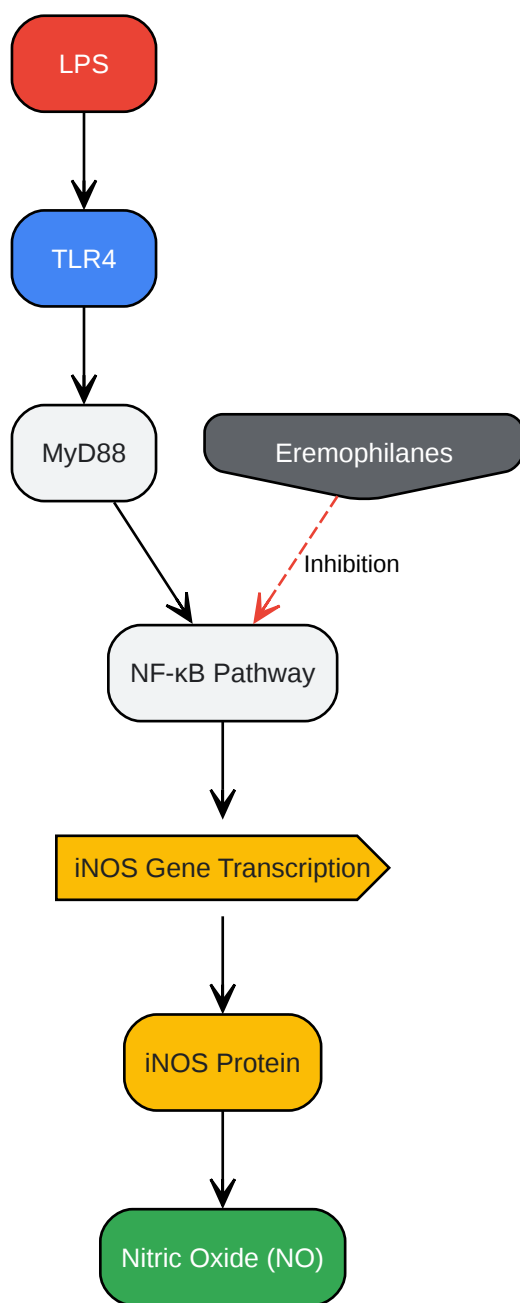 LPS
TLR4
MyD88
Eremophilanes
Inhibition
NF-κB Pathway
iNOS Gene Transcription
iNOS Protein
Nitric Oxide (NO)